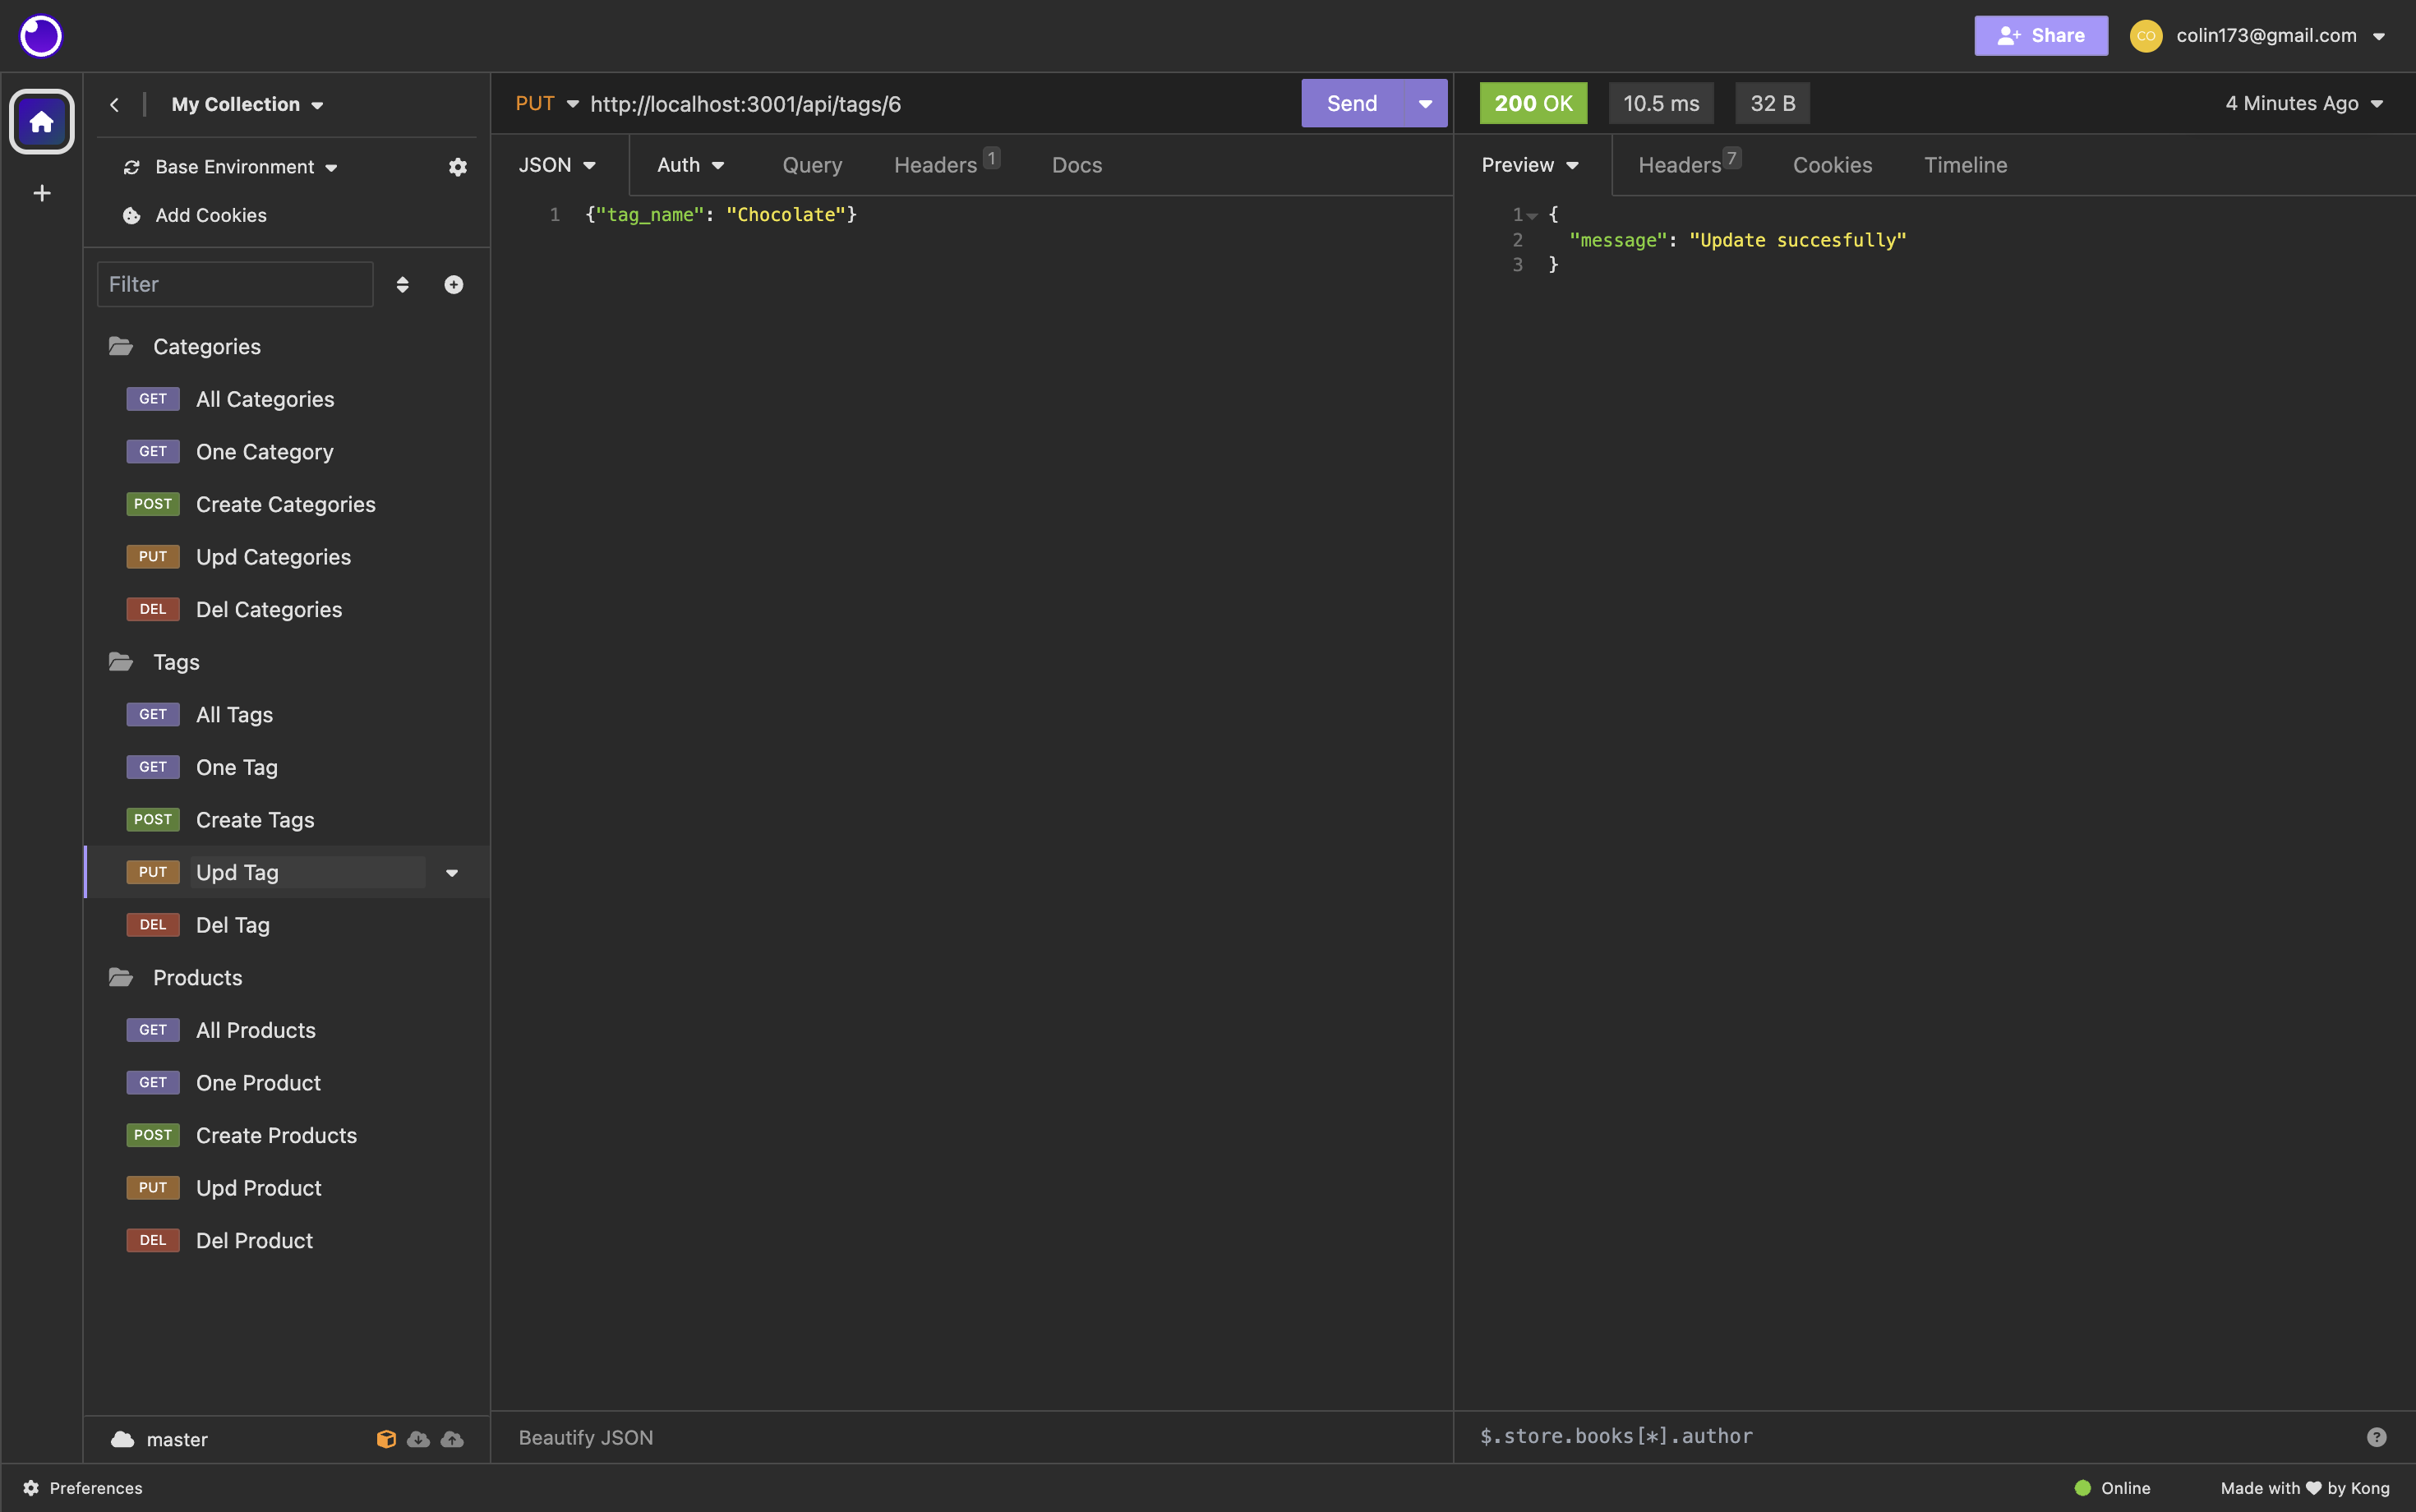 Share
CO
colin173@gmail.com
My Collection
Base Environment
Add Cookies
Filter
Categories
GET All Categories
GET One Category
POST Create Categories
PUT Upd Categories
DEL Del Categories
Tags
GET All Tags
GET One Tag
POST Create Tags
PUT Upd Tag
DEL Del Tag
Products
GET All Products
GET One Product
POST Create Products
PUT Upd Product
DEL Del Product
master
PUT http://localhost:3001/api/tags/6
Send
JSON Auth Query Headers 1 Docs
1 {"tag_name": "Chocolate"}
Beautify JSON
200 OK 10.5 ms 32 B 4 Minutes Ago
Preview Headers 7 Cookies Timeline
1 {
2 "message": "Update succesfully"
3 }
$.store.books[*].author
?
Preferences
Online
Made with ♥ by Kong